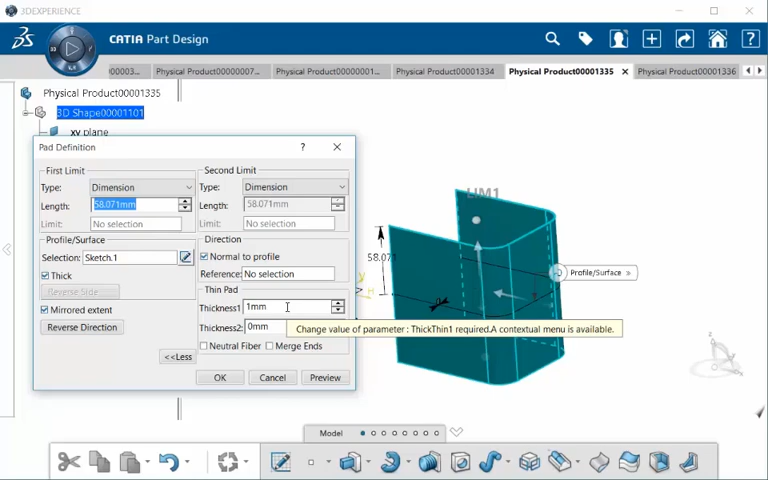 3DEXPERIENCE
CATIA Part Design
00003...
Physical Product0000007...
Physical Product00000001...
Physical Product00001334
Physical Product00001335
Physical Product00001336
Physical Product00001335
3D Shape00001101
xy plane
Pad Definition
First Limit
Type: Dimension
Length: 58.071mm
Limit: No selection
Profile/Surface
Selection: Sketch.1
Thick
Reverse Side
Mirrored extent
Reverse Direction
Second Limit
Type: Dimension
Length: 58.071mm
Limit: No selection
Direction
Normal to profile
Reference: No selection
Thin Pad
Thickness1 1mm
Thickness2: 0mm
Neutral Fiber Merge Ends
<<Less
OK Cancel Preview
Change value of parameter : ThickThin1 required.A contextual menu is available.
LIM1
58.071
Profile/Surface »
Model